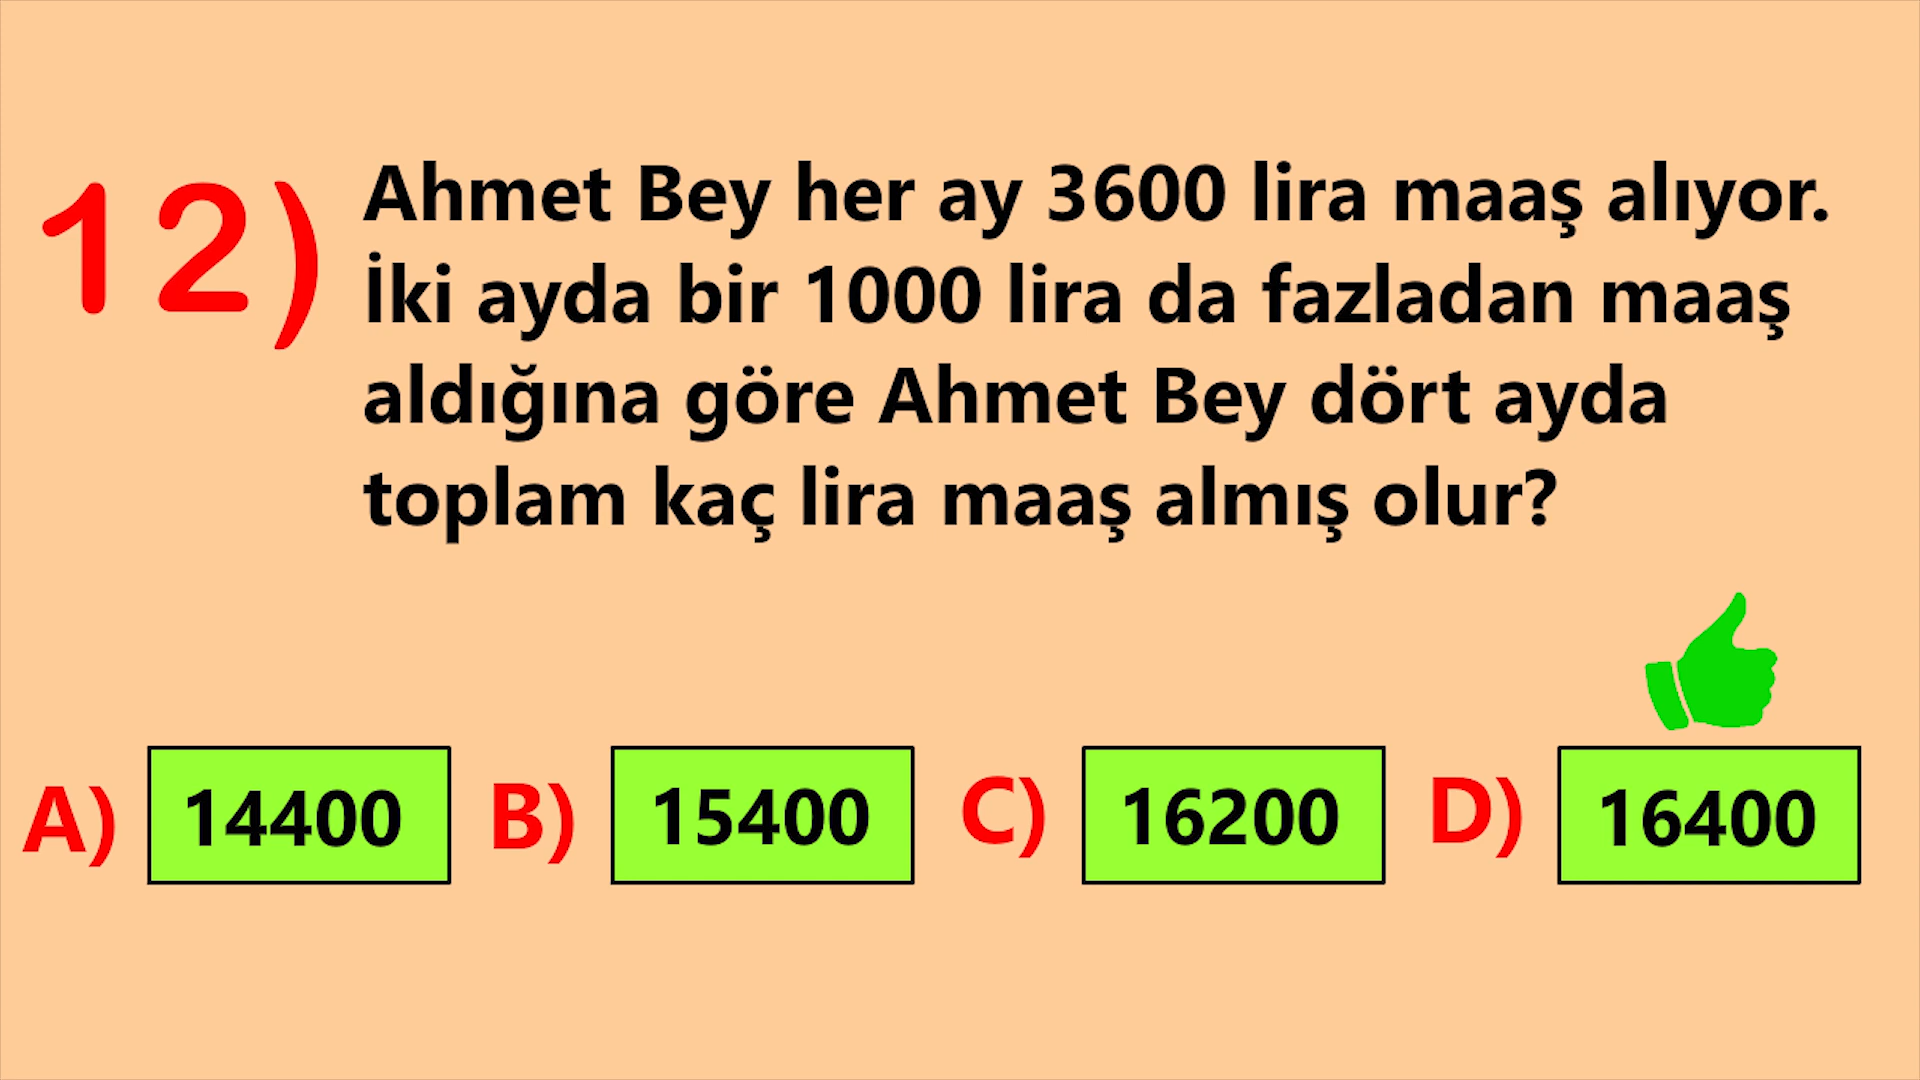 12)
Ahmet Bey her ay 3600 lira maaş alıyor.
İki ayda bir 1000 lira da fazladan maaş
aldığına göre Ahmet Bey dört ayda
toplam kaç lira maaş almış olur?
A) 14400 B) 15400 C) 16200 D) 16400